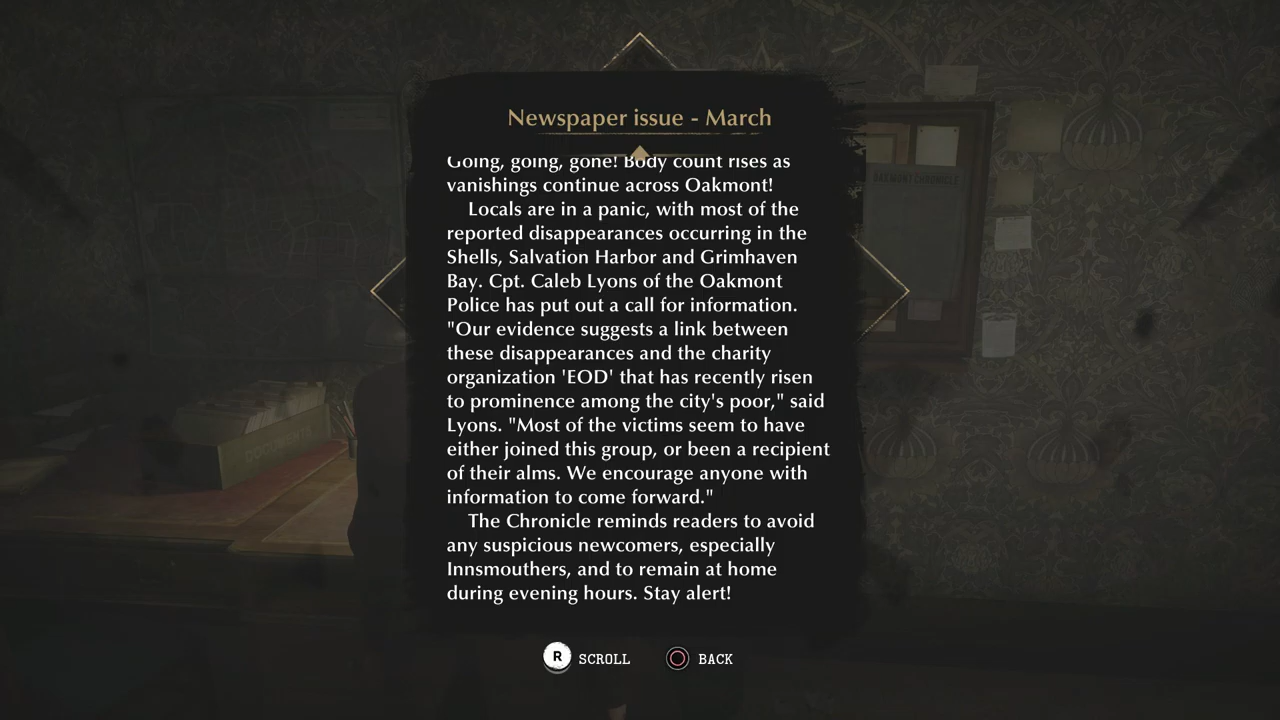 Newspaper issue - March
Going, going, gone! Body count rises as
vanishings continue across Oakmont!
Locals are in a panic, with most of the
reported disappearances occurring in the
Shells, Salvation Harbor and Grimhaven
Bay. Cpt. Caleb Lyons of the Oakmont
Police has put out a call for information.
"Our evidence suggests a link between
these disappearances and the charity
organization 'EOD' that has recently risen
to prominence among the city's poor," said
Lyons. "Most of the victims seem to have
either joined this group, or been a recipient
of their alms. We encourage anyone with
information to come forward."
The Chronicle reminds readers to avoid
any suspicious newcomers, especially
Innsmouthers, and to remain at home
during evening hours. Stay alert!
OAKMONT CHRONICLE
DOCUMENTS
R SCROLL
BACK